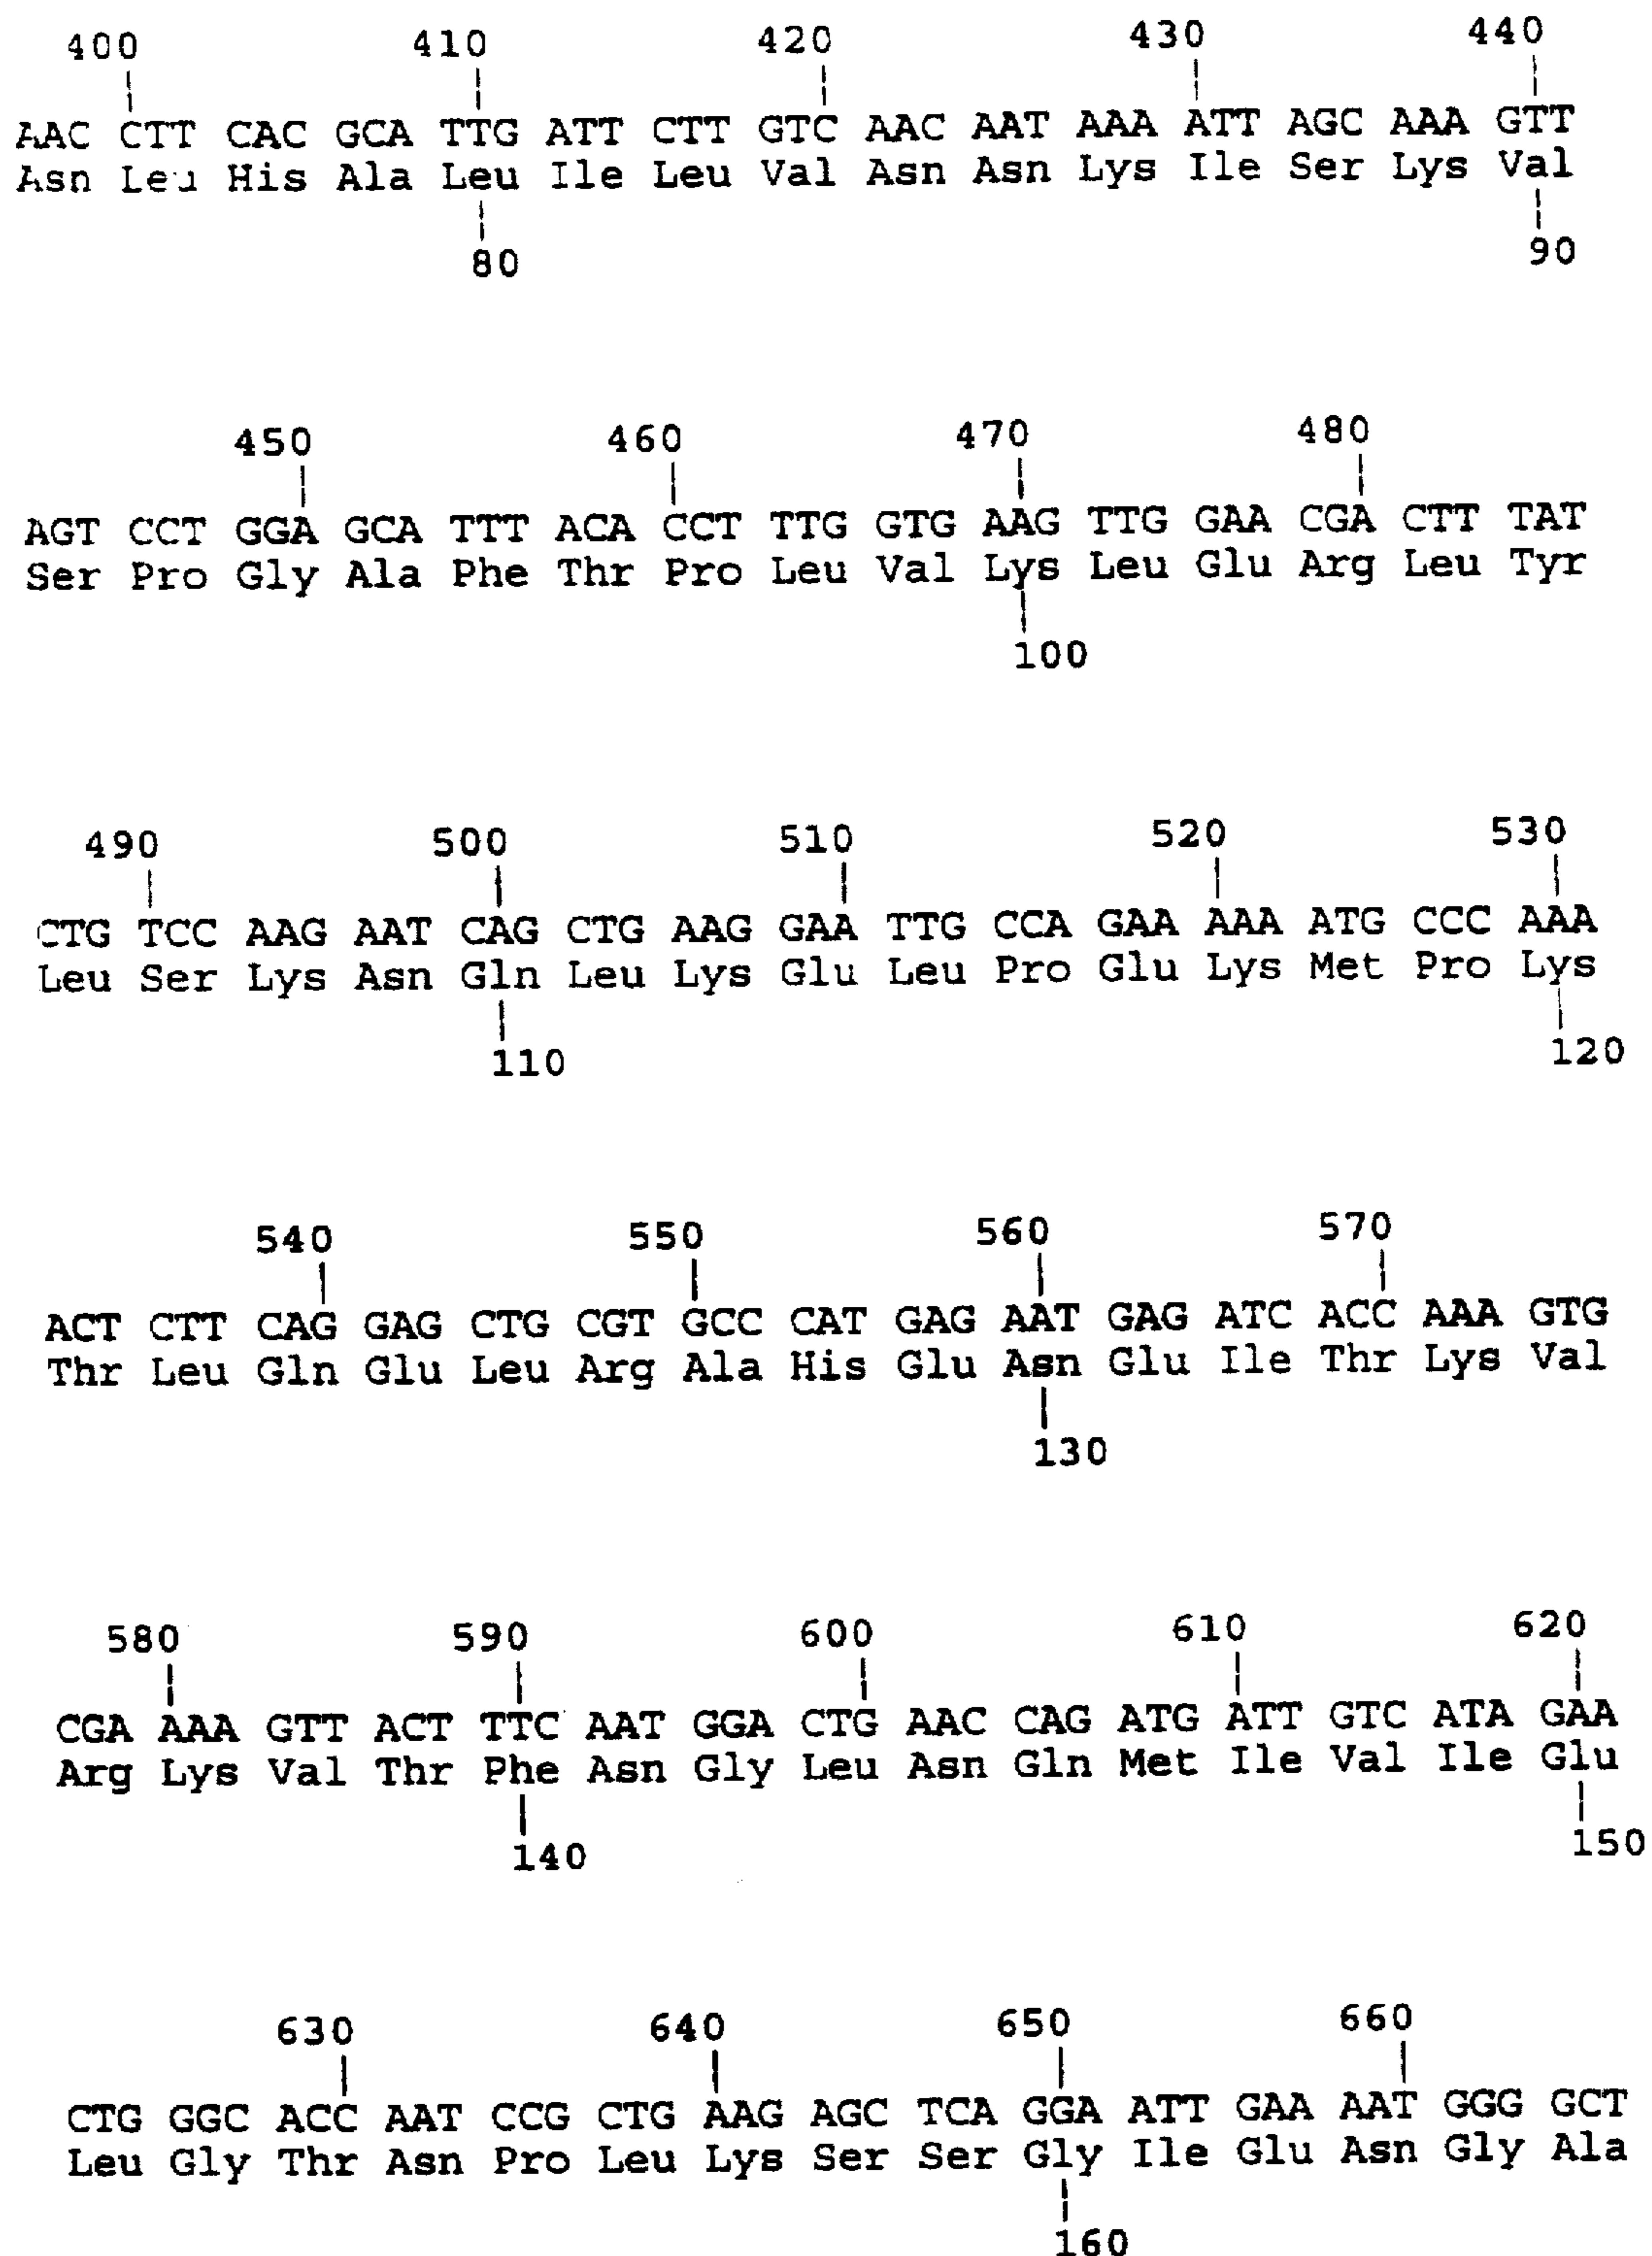 400 410 420 430 440
AAC CTT CAC GCA TTG ATT CTT GTC AAC AAT AAA ATT AGC AAA GTT
Asn Leu His Ala Leu Ile Leu Val Asn Asn Lys Ile Ser Lys Val
80 90
450 460 470 480
AGT CCT GGA GCA TTT ACA CCT TTG GTG AAG TTG GAA CGA CTT TAT
Ser Pro Gly Ala Phe Thr Pro Leu Val Lys Leu Glu Arg Leu Tyr
100
490 500 510 520 530
CTG TCC AAG AAT CAG CTG AAG GAA TTG CCA GAA AAA ATG CCC AAA
Leu Ser Lys Asn Gln Leu Lys Glu Leu Pro Glu Lys Met Pro Lys
110 120
540 550 560 570
ACT CTT CAG GAG CTG CGT GCC CAT GAG AAT GAG ATC ACC AAA GTG
Thr Leu Gln Glu Leu Arg Ala His Glu Asn Glu Ile Thr Lys Val
130
580 590 600 610 620
CGA AAA GTT ACT TTC AAT GGA CTG AAC CAG ATG ATT GTC ATA GAA
Arg Lys Val Thr Phe Asn Gly Leu Asn Gln Met Ile Val Ile Glu
140 150
630 640 650 660
CTG GGC ACC AAT CCG CTG AAG AGC TCA GGA ATT GAA AAT GGG GCT
Leu Gly Thr Asn Pro Leu Lys Ser Ser Gly Ile Glu Asn Gly Ala
160